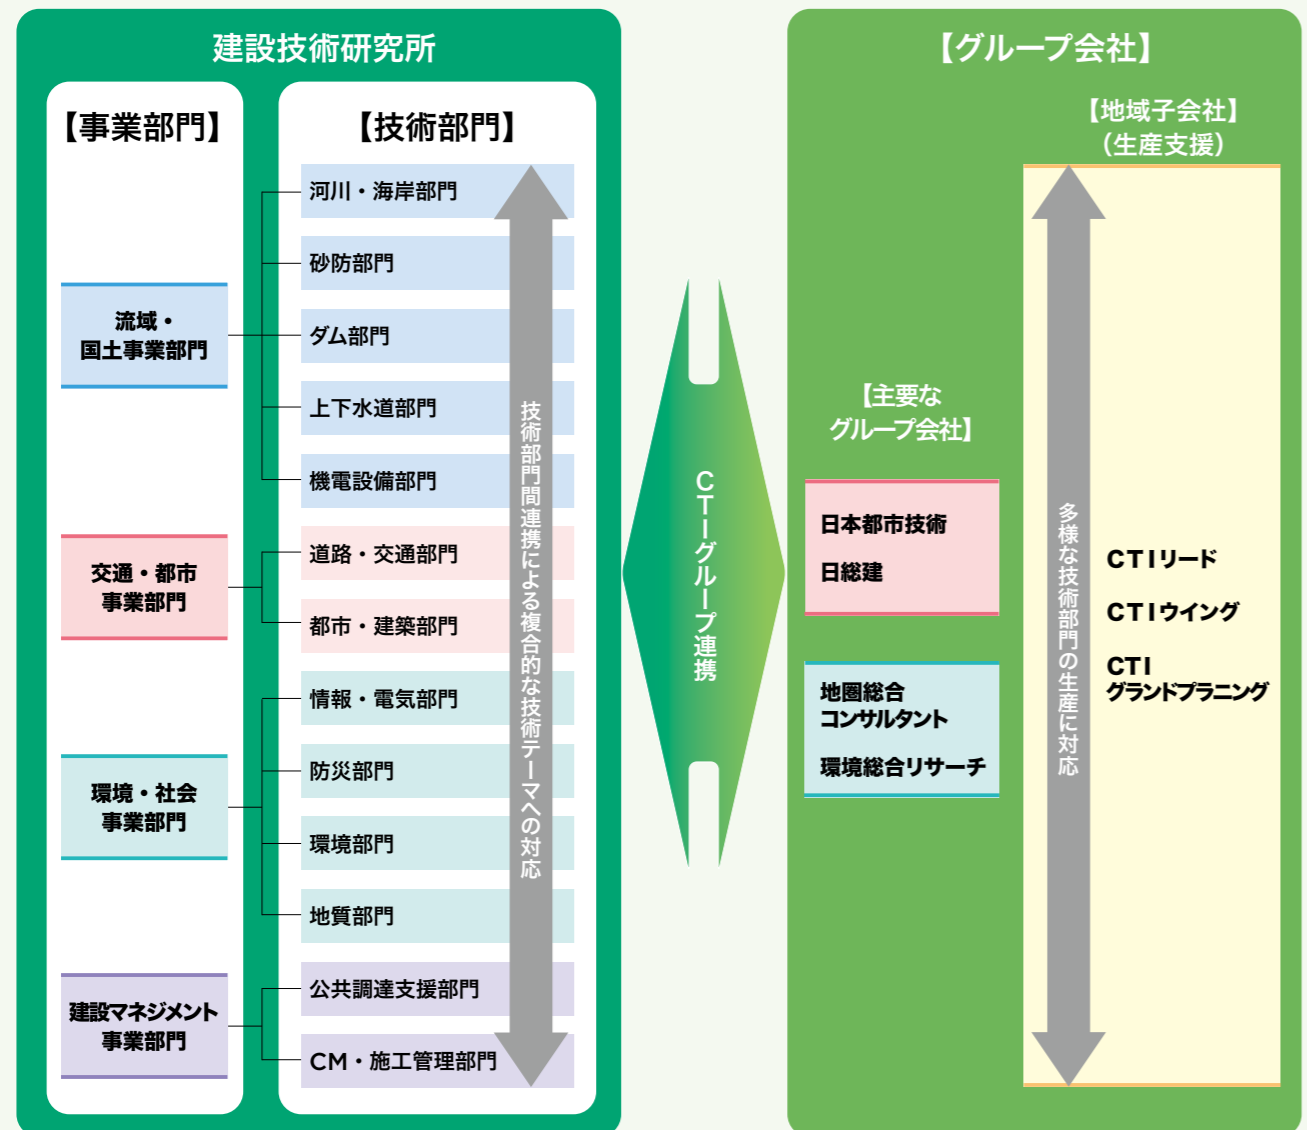 建設技術研究所
【事業部門】
流域・
国土事業部門
交通・都市
事業部門
環境・社会
事業部門
建設マネジメント
事業部門
【技術部門】
河川・海岸部門
砂防部門
ダム部門
上下水道部門
機電設備部門
道路・交通部門
都市・建築部門
情報・電気部門
防災部門
環境部門
地質部門
公共調達支援部門
CM・施工管理部門
技術部門間連携による複合的な技術テーマへの対応
CTIグループ連携
【グループ会社】
【主要な
グループ会社】
日本都市技術
日総建
地圏総合
コンサルタント
環境総合リサーチ
【地域子会社】
（生産支援）
多様な技術部門の生産に対応
CTIリード
CTIウイング
CTI
グランドプラニング